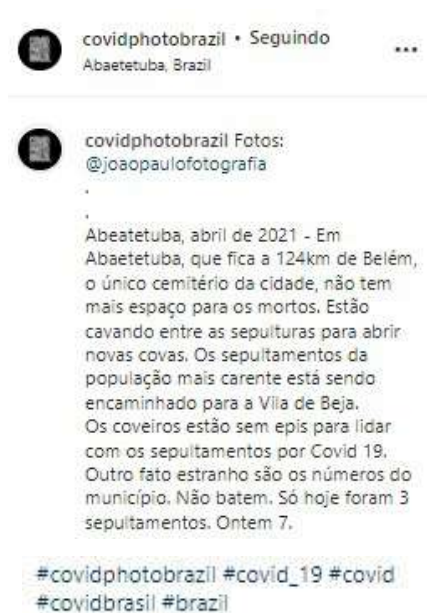 covidphotobrazil • Seguindo
Abaetetuba, Brazil
...
covidphotobrazil Fotos:
@joaopaulofotografia
.
.
Abeatetuba, abril de 2021 - Em
Abaetetuba, que fica a 124km de Belém,
o único cemitério da cidade, não tem
mais espaço para os mortos. Estão
cavando entre as sepulturas para abrir
novas covas. Os sepultamentos da
população mais carente está sendo
encaminhado para a Vila de Beja.
Os coveiros estão sem epis para lidar
com os sepultamentos por Covid 19.
Outro fato estranho são os números do
município. Não batem. Só hoje foram 3
sepultamentos. Ontem 7.
#covidphotobrazil #covid_19 #covid
#covidbrasil #brazil